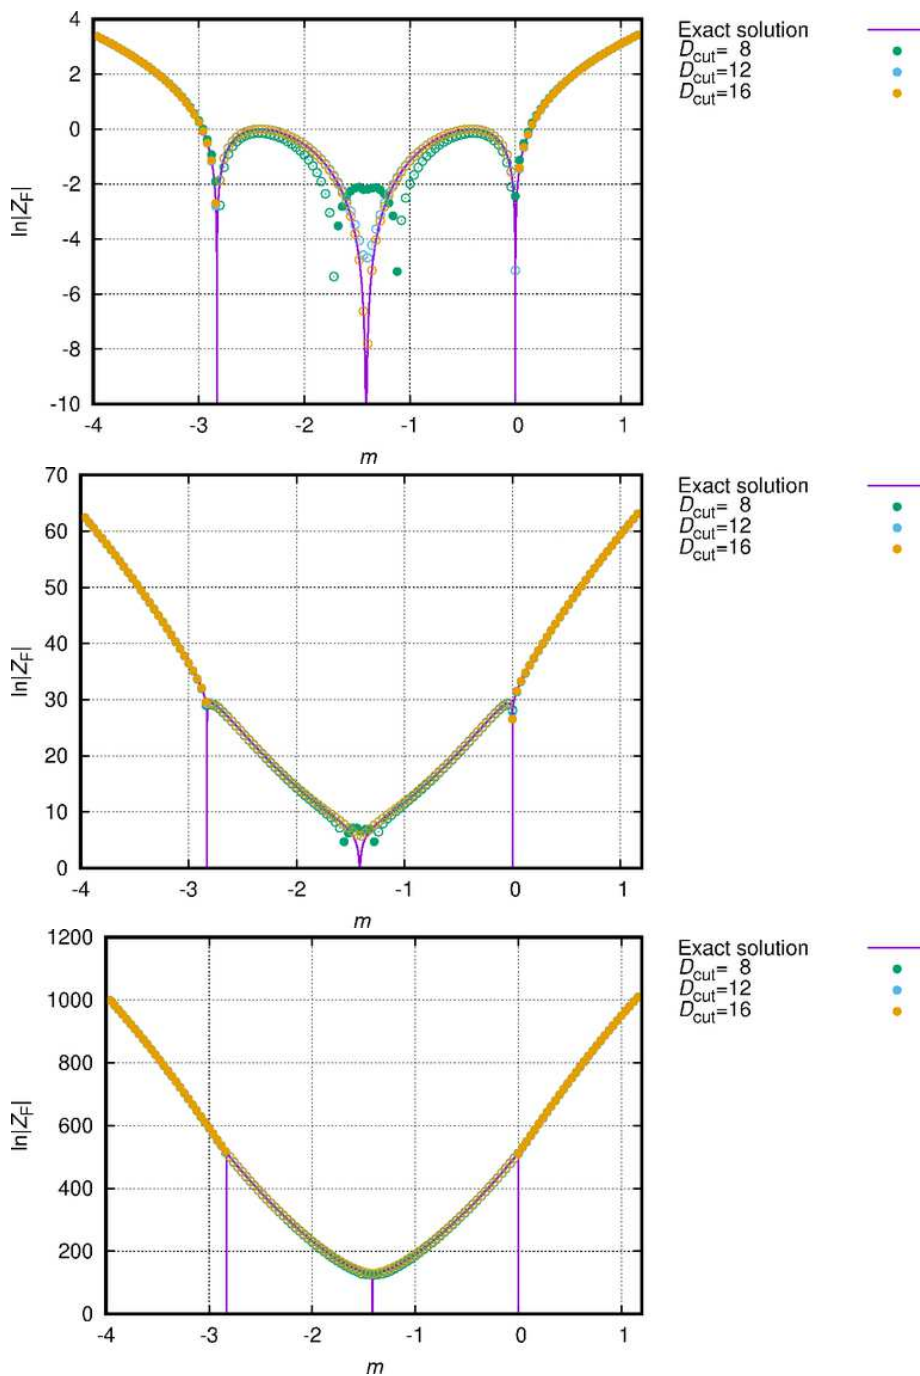 4
2
0
-2
-4
-6
-8
-10
-4
-3
-2
-1
0
1
ln|Z_F|
m
Exact solution
D_cut= 8
D_cut=12
D_cut=16
70
60
50
40
30
20
10
0
-4
-3
-2
-1
0
1
ln|Z_F|
m
Exact solution
D_cut= 8
D_cut=12
D_cut=16
1200
1000
800
600
400
200
0
-4
-3
-2
-1
0
1
ln|Z_F|
m
Exact solution
D_cut= 8
D_cut=12
D_cut=16